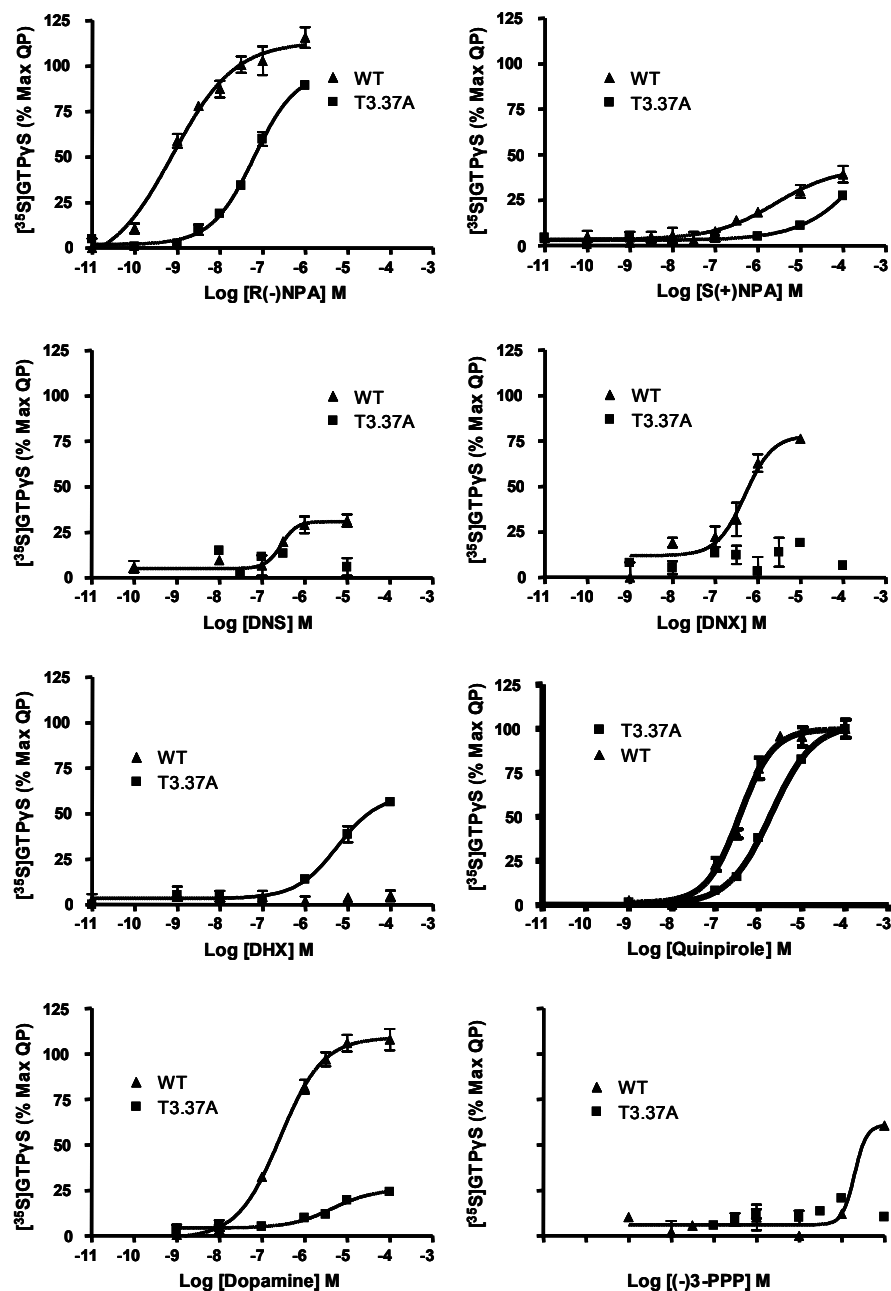 [³⁵S]GTPγS (% Max QP)
125
100
75
50
25
0
WT
T3.37A
-11 -10 -9 -8 -7 -6 -5 -4 -3
Log [R(-)NPA] M
[³⁵S]GTPγS (% Max QP)
125
100
75
50
25
0
WT
T3.37A
-11 -10 -9 -8 -7 -6 -5 -4 -3
Log [S(+)NPA] M
[³⁵S]GTPγS (% Max QP)
125
100
75
50
25
0
WT
T3.37A
-11 -10 -9 -8 -7 -6 -5 -4 -3
Log [DNS] M
[³⁵S]GTPγS (% Max QP)
125
100
75
50
25
0
WT
T3.37A
-11 -10 -9 -8 -7 -6 -5 -4 -3
Log [DNX] M
[³⁵S]GTPγS (% Max QP)
125
100
75
50
25
0
WT
T3.37A
-11 -10 -9 -8 -7 -6 -5 -4 -3
Log [DHX] M
[³⁵S]GTPγS (% Max QP)
125
100
75
50
25
0
T3.37A
WT
-11 -10 -9 -8 -7 -6 -5 -4 -3
Log [Quinpirole] M
[³⁵S]GTPγS (% Max QP)
125
100
75
50
25
0
WT
T3.37A
-11 -10 -9 -8 -7 -6 -5 -4 -3
Log [Dopamine] M
[³⁵S]GTPγS (% Max QP)
WT
T3.37A
Log [(-)3-PPP] M